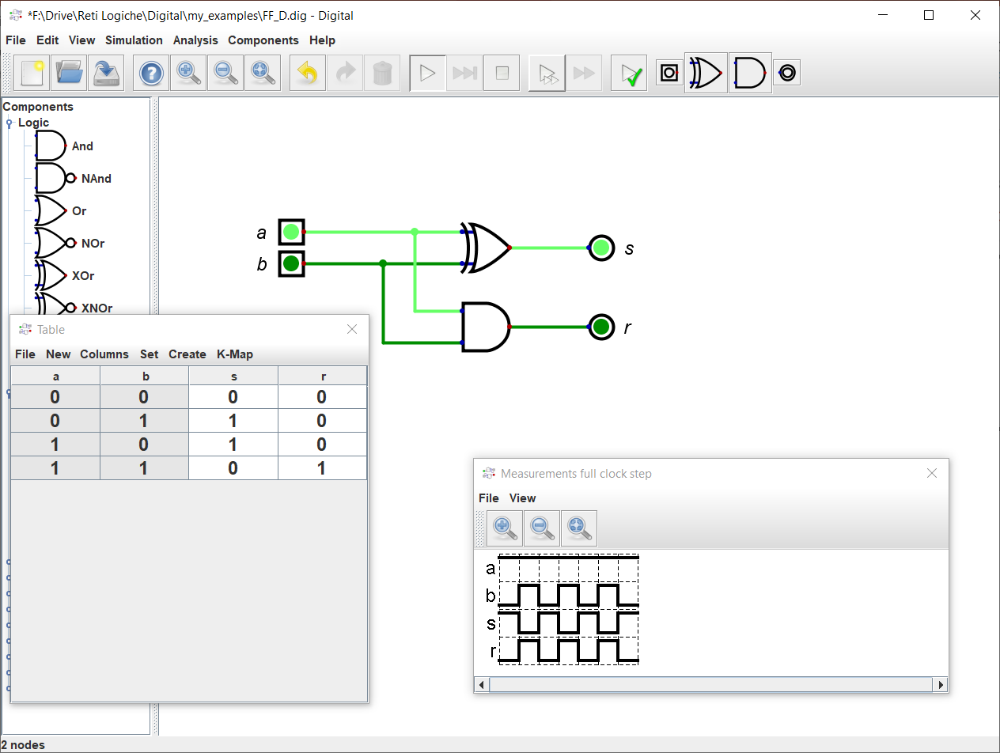 *F:\Drive\Reti Logiche\Digital\my_examples\FF_D.dig - Digital
File Edit View Simulation Analysis Components Help
Components
Logic
And
NAnd
Or
NOr
XOr
XNOr
a
b
s
r
Table
File New Columns Set Create K-Map
a b s r
0 0 0 0
0 1 1 0
1 0 1 0
1 1 0 1
Measurements full clock step
File View
a
b
s
r
2 nodes